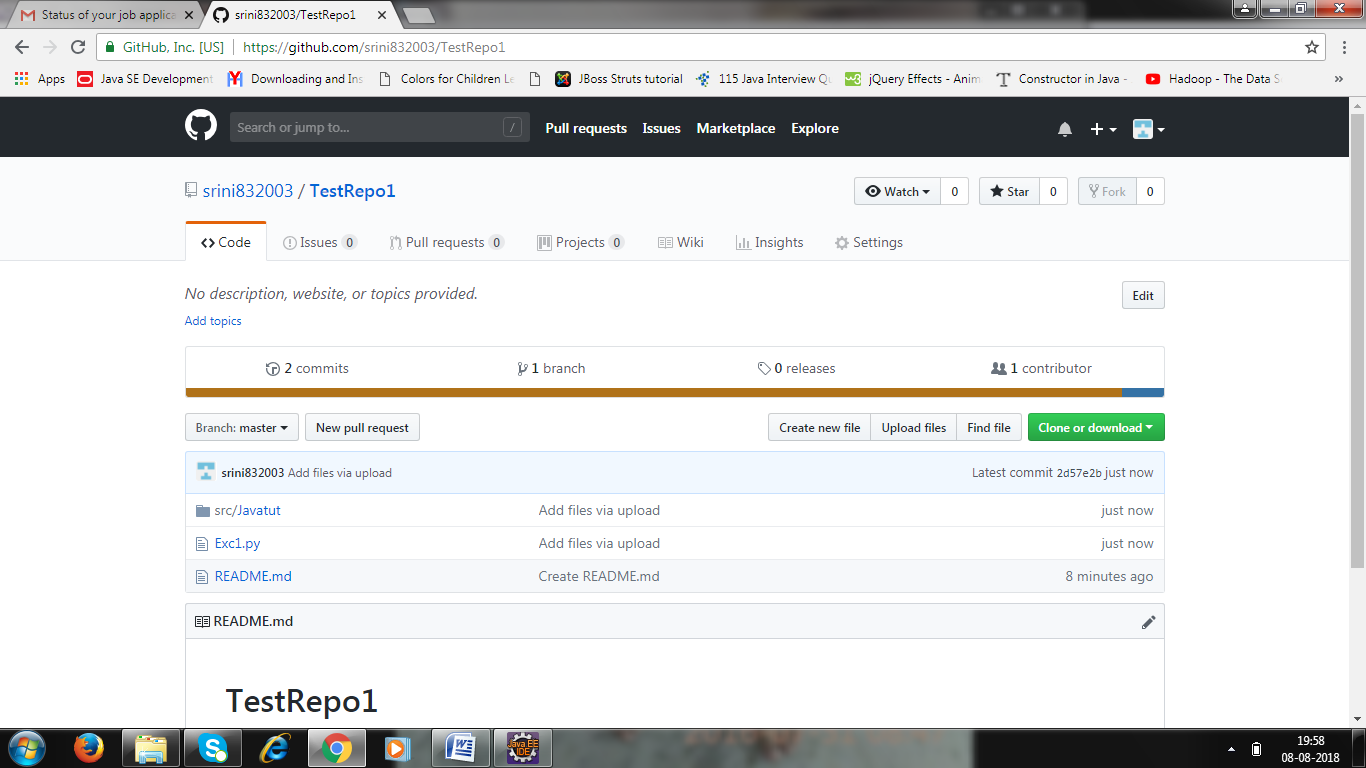 Status of your job applica
srini832003/TestRepo1
GitHub, Inc. [US] https://github.com/srini832003/TestRepo1
Apps Java SE Development Downloading and Ins Colors for Children Le JBoss Struts tutorial 115 Java Interview Qu jQuery Effects - Anim Constructor in Java - Hadoop - The Data S »
Search or jump to... / Pull requests Issues Marketplace Explore
srini832003 / TestRepo1 Watch 0 Star 0 Fork 0
Code Issues 0 Pull requests 0 Projects 0 Wiki Insights Settings
No description, website, or topics provided. Edit
Add topics
2 commits 1 branch 0 releases 1 contributor
Branch: master New pull request Create new file Upload files Find file Clone or download
srini832003 Add files via upload Latest commit 2d57e2b just now
src/Javatut Add files via upload just now
Exc1.py Add files via upload just now
README.md Create README.md 8 minutes ago
README.md
TestRepo1
Java EE
IDE
19:58
08-08-2018